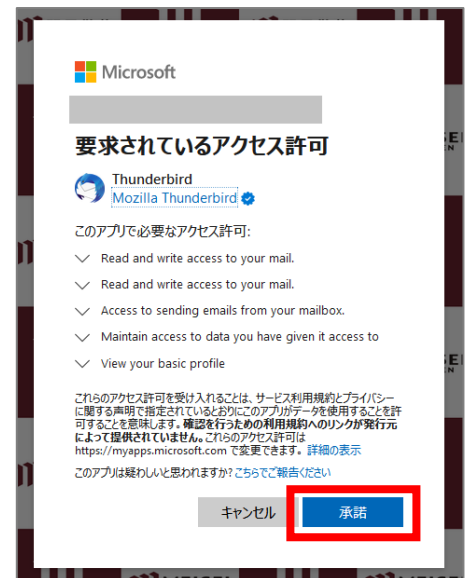 Microsoft
要求されているアクセス許可
Thunderbird
Mozilla Thunderbird
このアプリで必要なアクセス許可:
Read and write access to your mail.
Read and write access to your mail.
Access to sending emails from your mailbox.
Maintain access to data you have given it access to
View your basic profile
これらのアクセス許可を受け入れることは、サービス利用規約とプライバシー
に関する声明で指定されているとおりにこのアプリがデータを使用することを許
可することを意味します。確認を行うための利用規約へのリンクが発行元
によって提供されていません。これらのアクセス許可は
https://myapps.microsoft.com で変更できます。詳細の表示
このアプリは疑わしいと思われますか? こちらでご報告ください
キャンセル
承諾